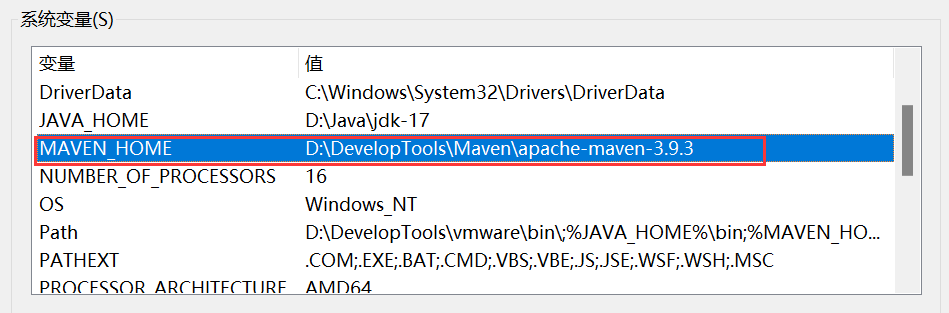 系统变量(S)
变量 值
DriverData C:\Windows\System32\Drivers\DriverData
JAVA_HOME D:\Java\jdk-17
MAVEN_HOME D:\DevelopTools\Maven\apache-maven-3.9.3
NUMBER_OF_PROCESSORS 16
OS Windows_NT
Path D:\DevelopTools\vmware\bin\;%JAVA_HOME%\bin;%MAVEN_HO...
PATHEXT .COM;.EXE;.BAT;.CMD;.VBS;.VBE;.JS;.JSE;.WSF;.WSH;.MSC
PROCESSOR_ARCHITECTURE AMD64